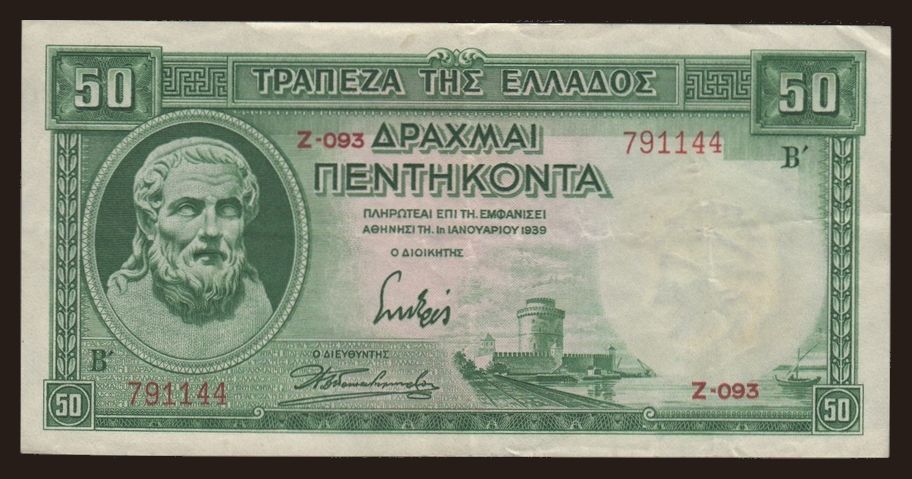 50 ΤΡΑΠΕΖΑ ΤΗΣ ΕΛΛΑΔΟΣ 50
Z-093 ΔΡΑΧΜΑΙ 791144
ΠΕΝΤΗΚΟΝΤΑ Β′
ΠΛΗΡΩΤΕΑΙ ΕΠΙ ΤΗ. ΕΜΦΑΝΙΣΕΙ
ΑΘΗΝΗΣΙ ΤΗ. 1η ΙΑΝΟΥΑΡΙΟΥ 1939
Ο ΔΙΟΙΚΗΤΗΣ
Ο ΔΙΕΥΘΥΝΤΗΣ
Β′
791144 Z-093
50 50